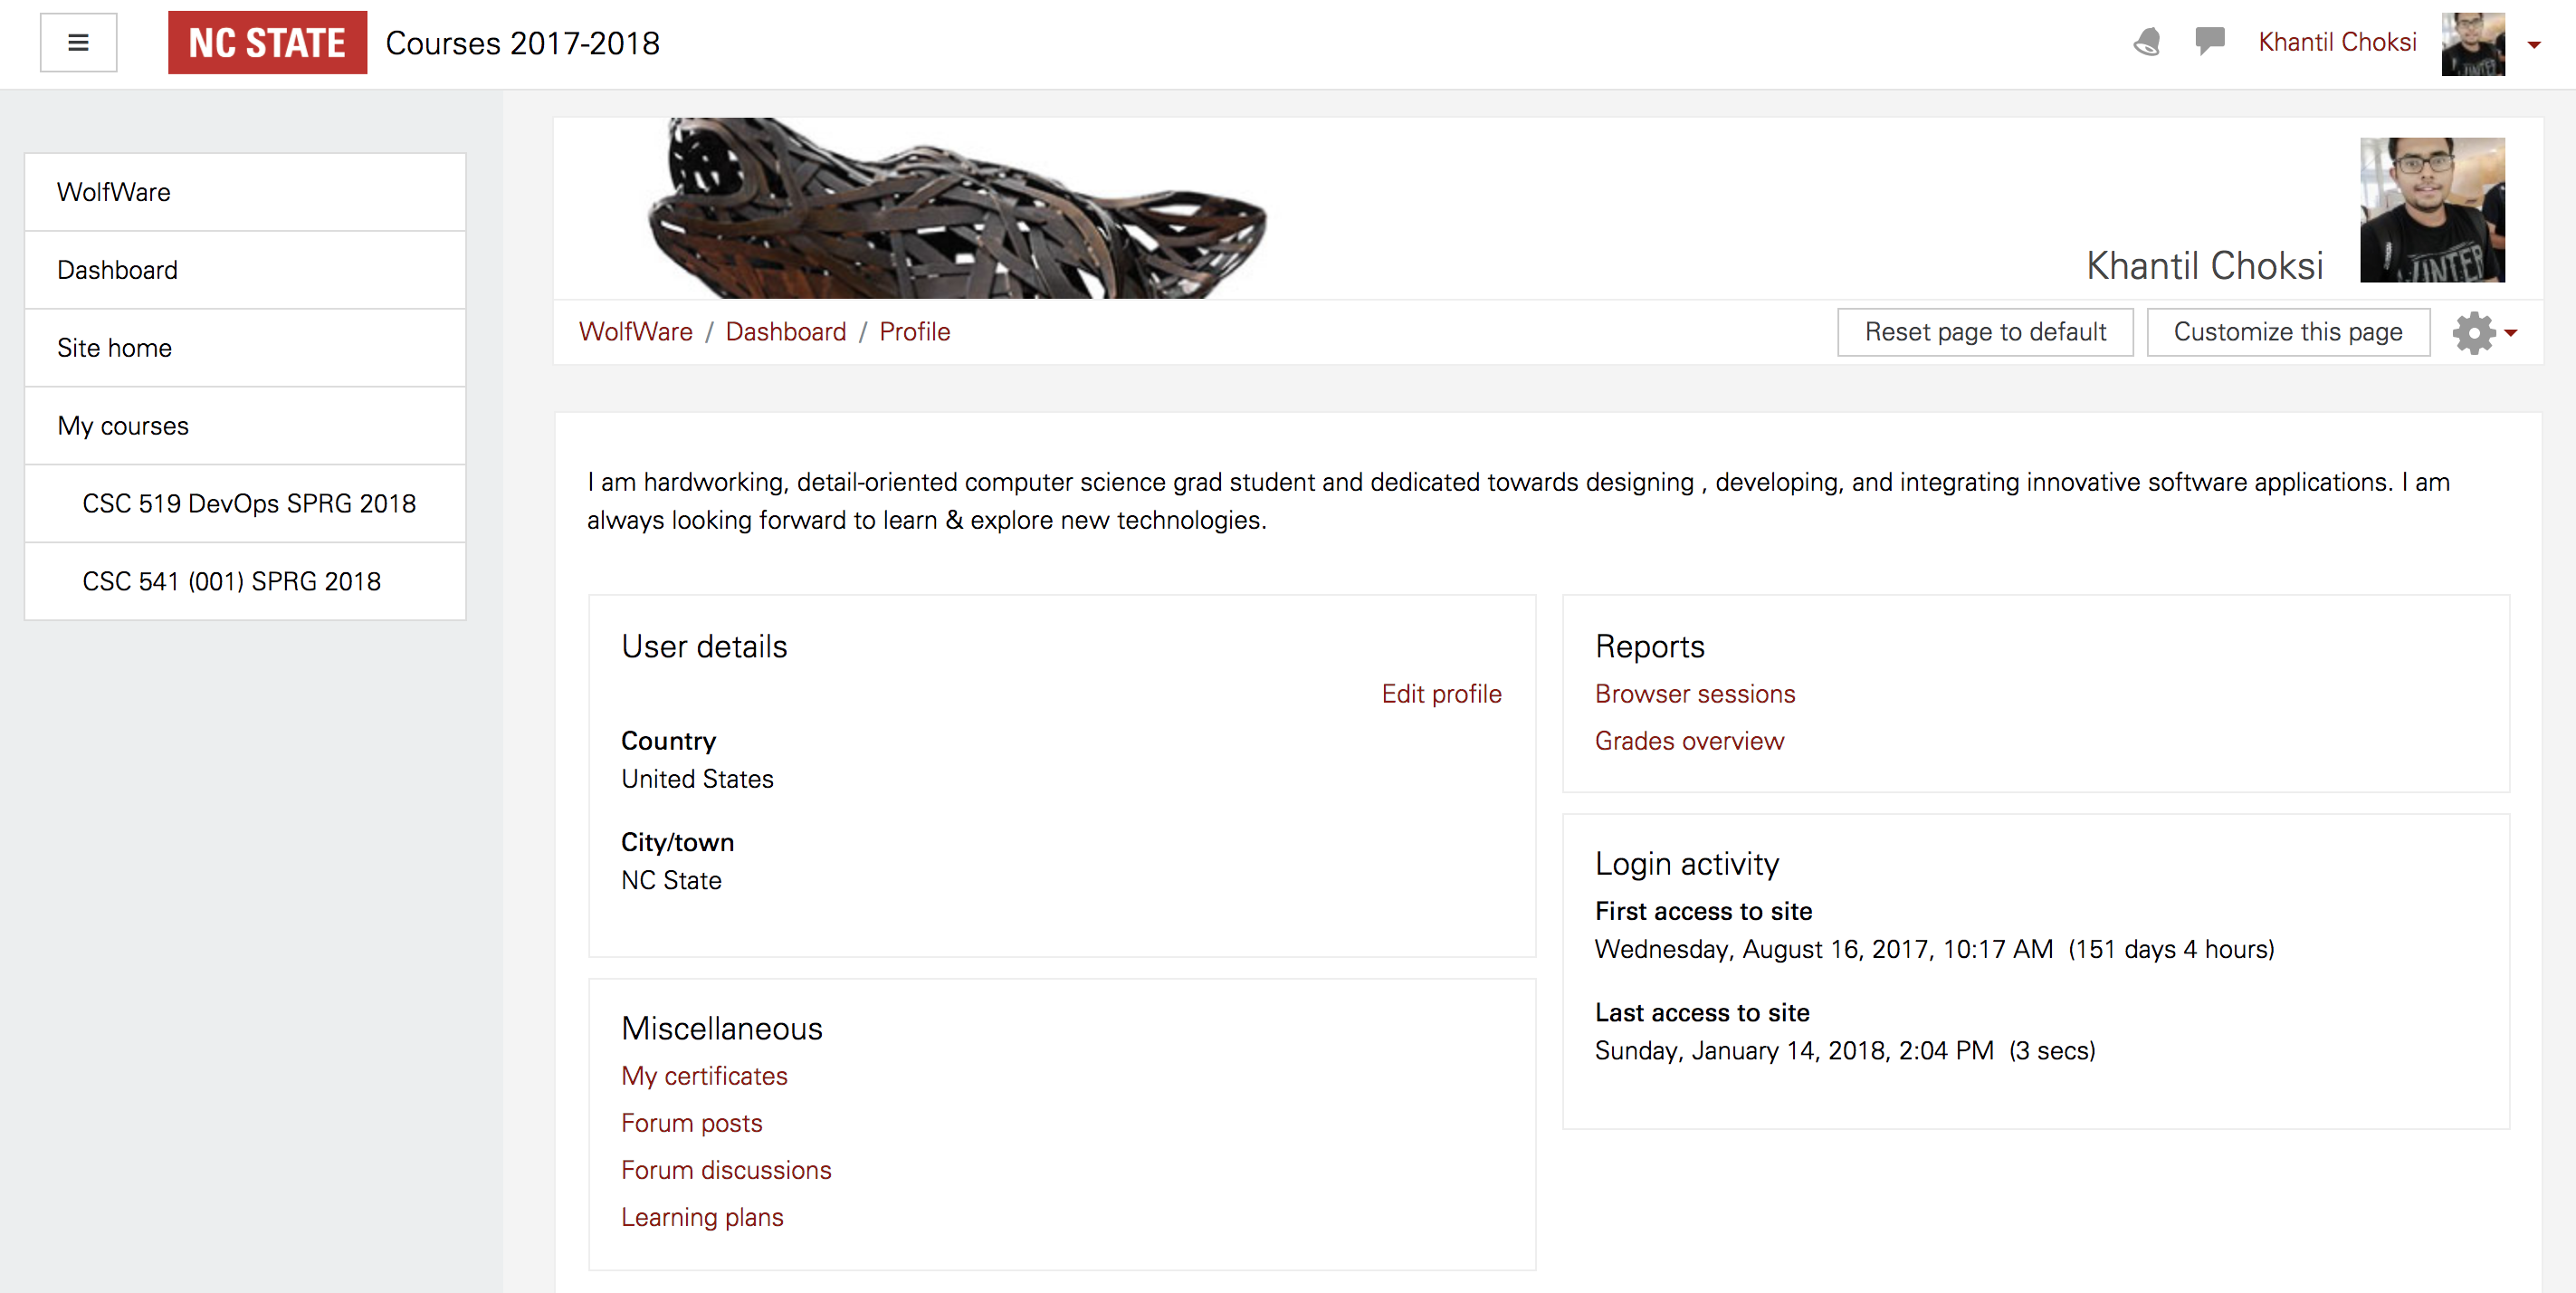 NC STATE Courses 2017-2018
Khantil Choksi
WolfWare
Dashboard
Site home
My courses
CSC 519 DevOps SPRG 2018
CSC 541 (001) SPRG 2018
Khantil Choksi
WolfWare / Dashboard / Profile
Reset page to default
Customize this page
I am hardworking, detail-oriented computer science grad student and dedicated towards designing , developing, and integrating innovative software applications. I am
always looking forward to learn & explore new technologies.
User details
Edit profile
Country
United States
City/town
NC State
Miscellaneous
My certificates
Forum posts
Forum discussions
Learning plans
Reports
Browser sessions
Grades overview
Login activity
First access to site
Wednesday, August 16, 2017, 10:17 AM  (151 days 4 hours)
Last access to site
Sunday, January 14, 2018, 2:04 PM  (3 secs)